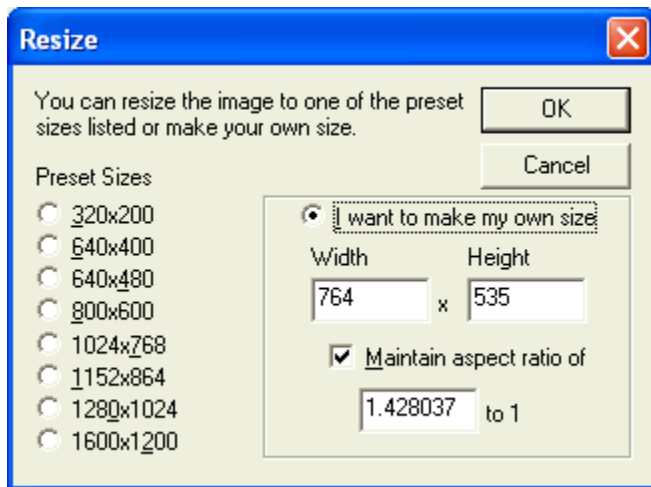 Resize
You can resize the image to one of the preset
sizes listed or make your own size.
OK
Cancel
Preset Sizes
320x200
640x400
640x480
800x600
1024x768
1152x864
1280x1024
1600x1200
I want to make my own size
Width Height
764 x 535
Maintain aspect ratio of
1.428037 to 1